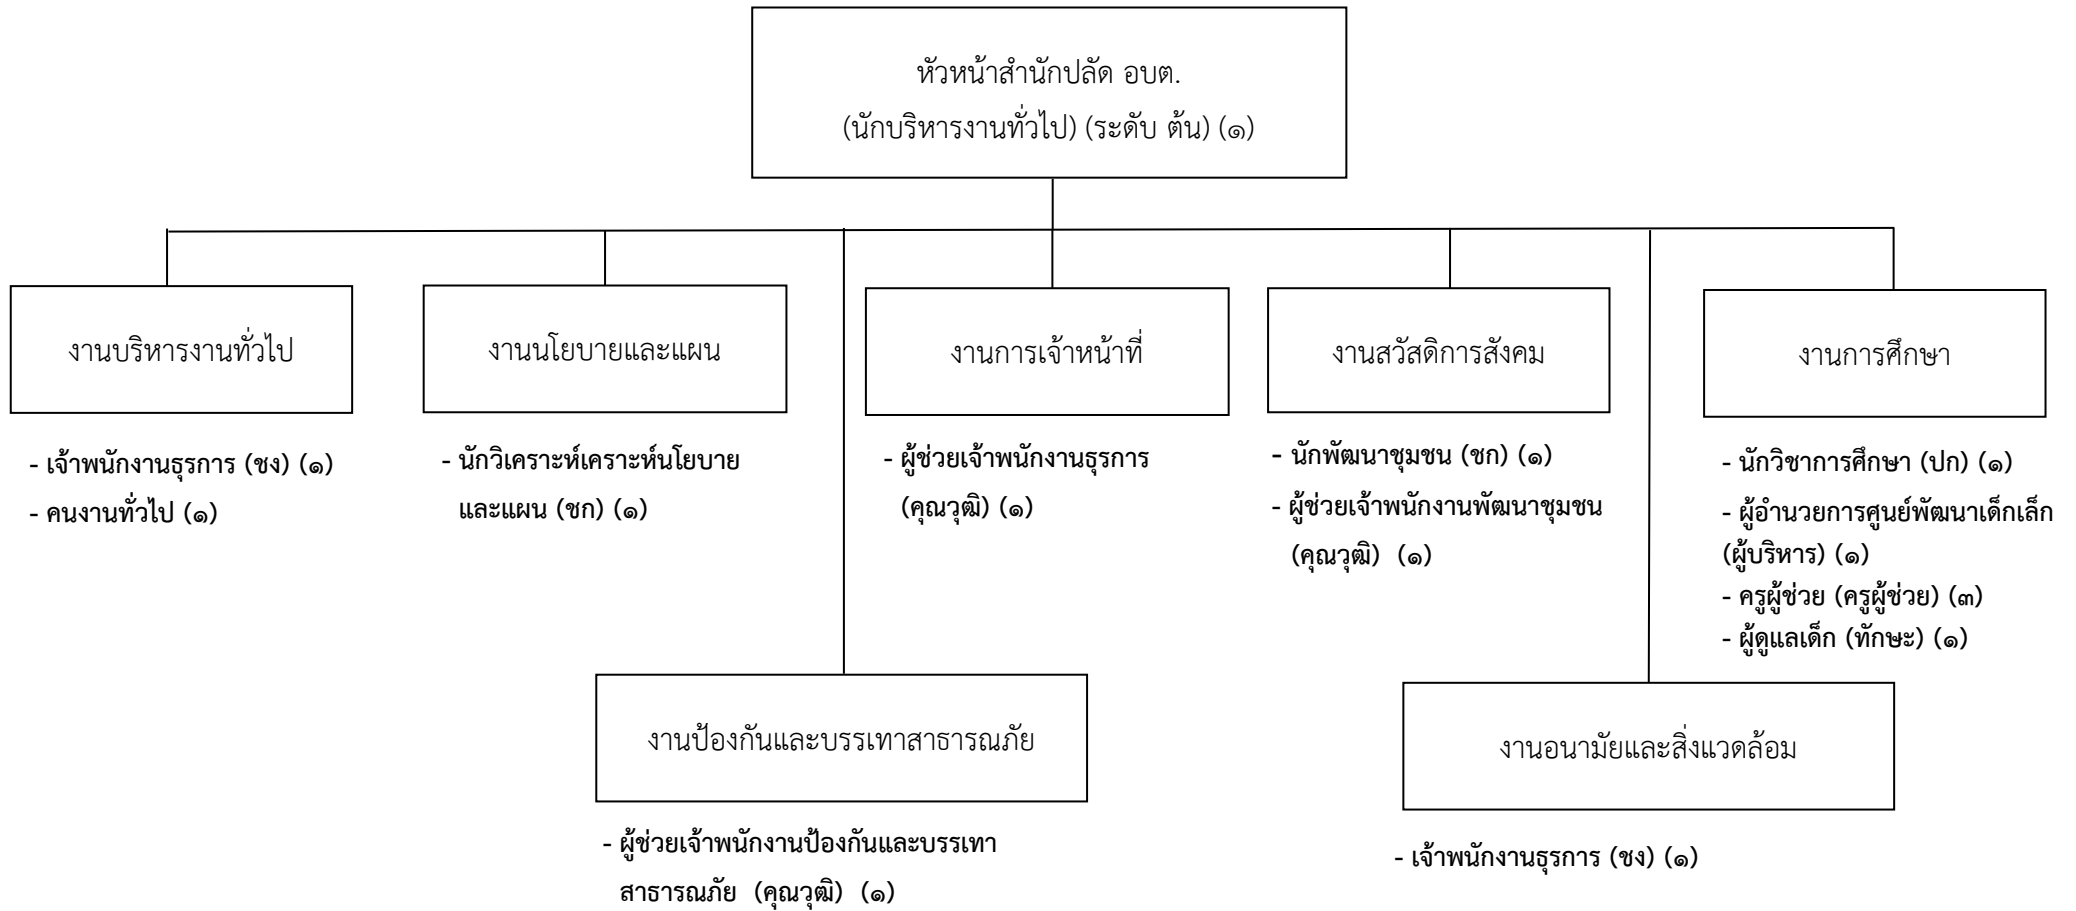 หัวหน้าสำนักปลัด อบต.
(นักบริหารงานทั่วไป) (ระดับ ต้น) (๑)
งานบริหารงานทั่วไป
- เจ้าพนักงานธุรการ (ชง) (๑)
- คนงานทั่วไป (๑)
งานนโยบายและแผน
- นักวิเคราะห์เคราะห์นโยบาย
และแผน (ชก) (๑)
งานการเจ้าหน้าที่
- ผู้ช่วยเจ้าพนักงานธุรการ
(คุณวุฒิ) (๑)
งานสวัสดิการสังคม
- นักพัฒนาชุมชน (ชก) (๑)
- ผู้ช่วยเจ้าพนักงานพัฒนาชุมชน
(คุณวุฒิ) (๑)
งานการศึกษา
- นักวิชาการศึกษา (ปก) (๑)
- ผู้อำนวยการศูนย์พัฒนาเด็กเล็ก
(ผู้บริหาร) (๑)
- ครูผู้ช่วย (ครูผู้ช่วย) (๓)
- ผู้ดูแลเด็ก (ทักษะ) (๑)
งานป้องกันและบรรเทาสาธารณภัย
- ผู้ช่วยเจ้าพนักงานป้องกันและบรรเทา
สาธารณภัย (คุณวุฒิ) (๑)
งานอนามัยและสิ่งแวดล้อม
- เจ้าพนักงานธุรการ (ชง) (๑)